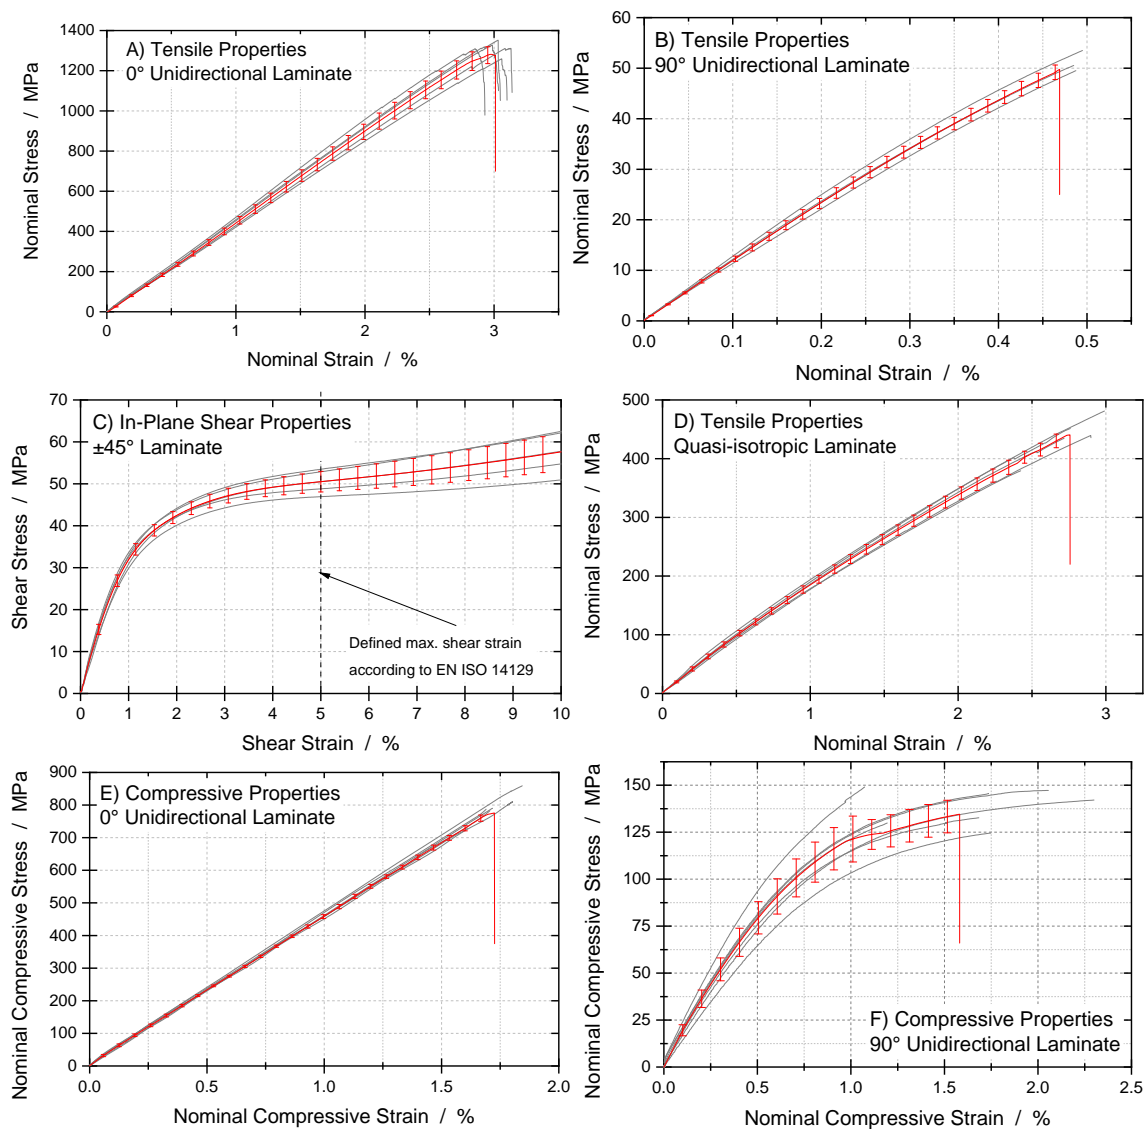 A) Tensile Properties
0° Unidirectional Laminate
Nominal Stress / MPa
1400
1200
1000
800
600
400
200
0
0 1 2 3
Nominal Strain / %
B) Tensile Properties
90° Unidirectional Laminate
Nominal Stress / MPa
60
50
40
30
20
10
0
0.0 0.1 0.2 0.3 0.4 0.5
Nominal Strain / %
C) In-Plane Shear Properties
±45° Laminate
Shear Stress / MPa
70
60
50
40
30
20
10
0
Defined max. shear strain
according to EN ISO 14129
0 1 2 3 4 5 6 7 8 9 10
Shear Strain / %
D) Tensile Properties
Quasi-isotropic Laminate
Nominal Stress / MPa
500
400
300
200
100
0
0 1 2 3
Nominal Strain / %
E) Compressive Properties
0° Unidirectional Laminate
Nominal Compressive Stress / MPa
900
800
700
600
500
400
300
200
100
0
0.0 0.5 1.0 1.5 2.0
Nominal Compressive Strain / %
Nominal Compressive Stress / MPa
150
125
100
75
50
25
0
F) Compressive Properties
90° Unidirectional Laminate
0.0 0.5 1.0 1.5 2.0 2.5
Nominal Compressive Strain / %